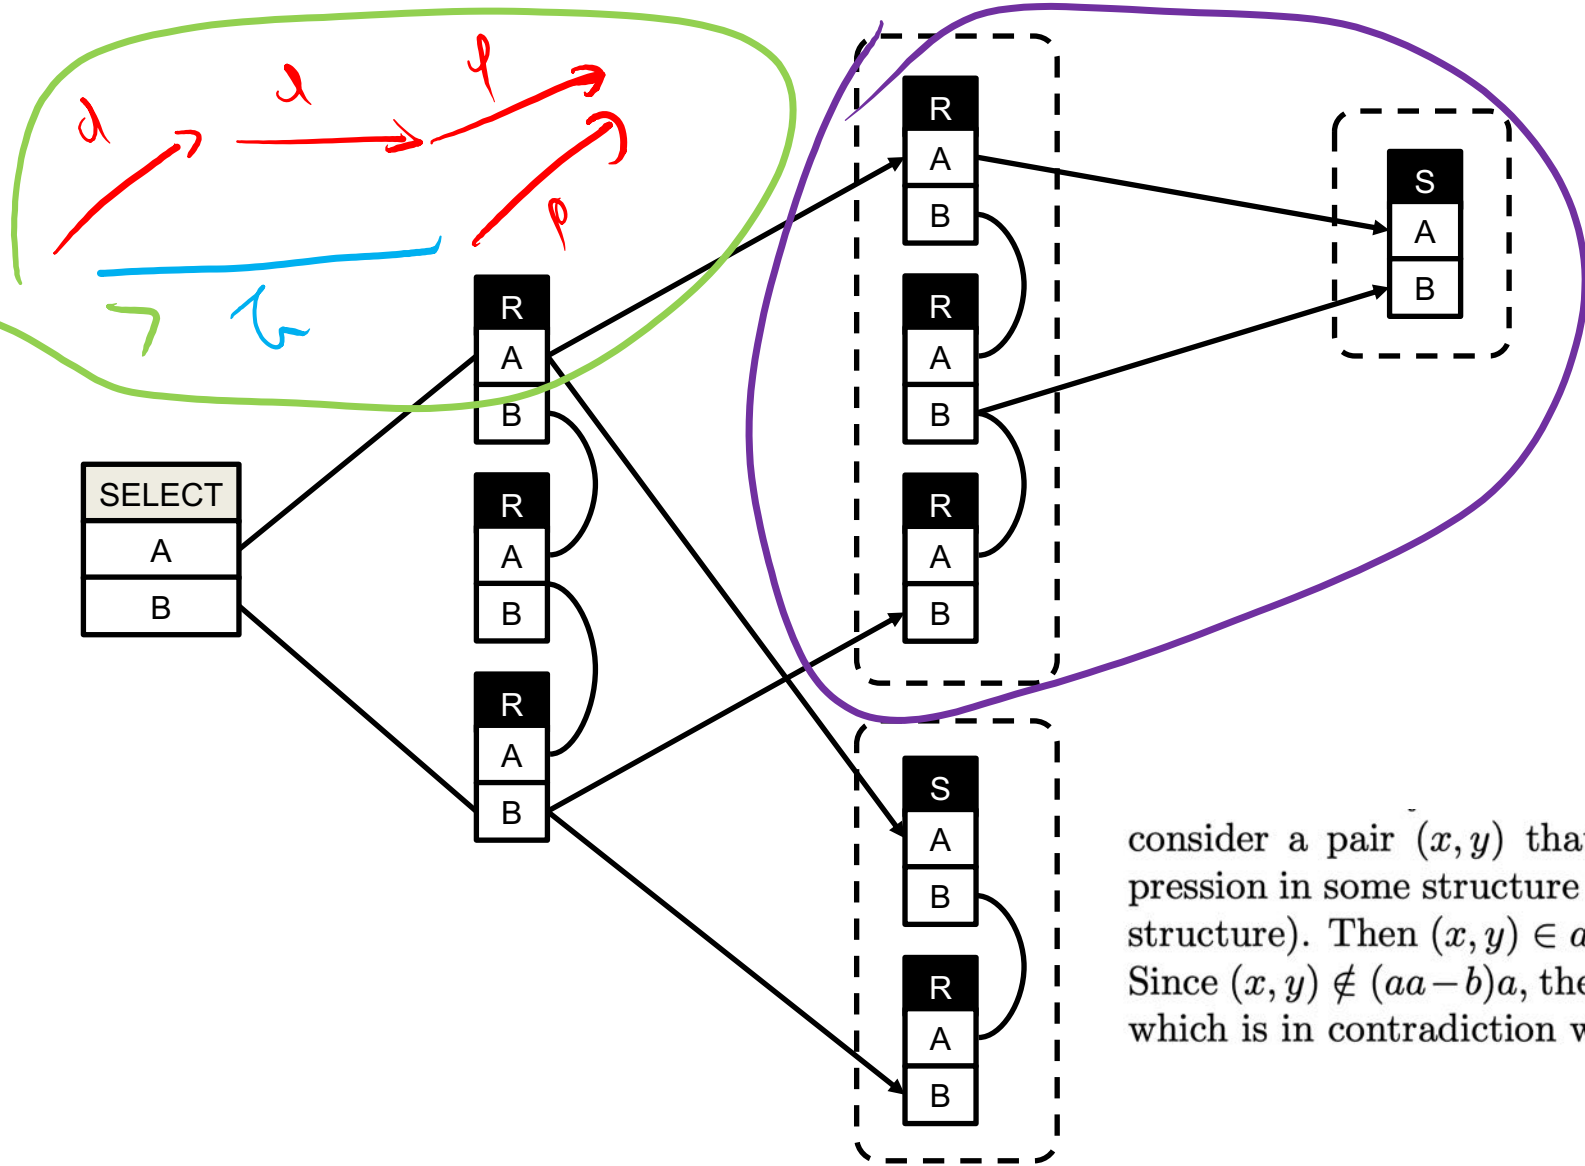 SELECT
A
B
R
A
B
R
A
B
R
A
B
R
A
B
R
A
B
R
A
B
S
A
B
R
A
B
S
A
B
consider a pair (x, y) tha
pression in some structure
structure). Then (x, y) ∈ a
Since (x, y) ∉ (aa − b)a, the
which is in contradiction w